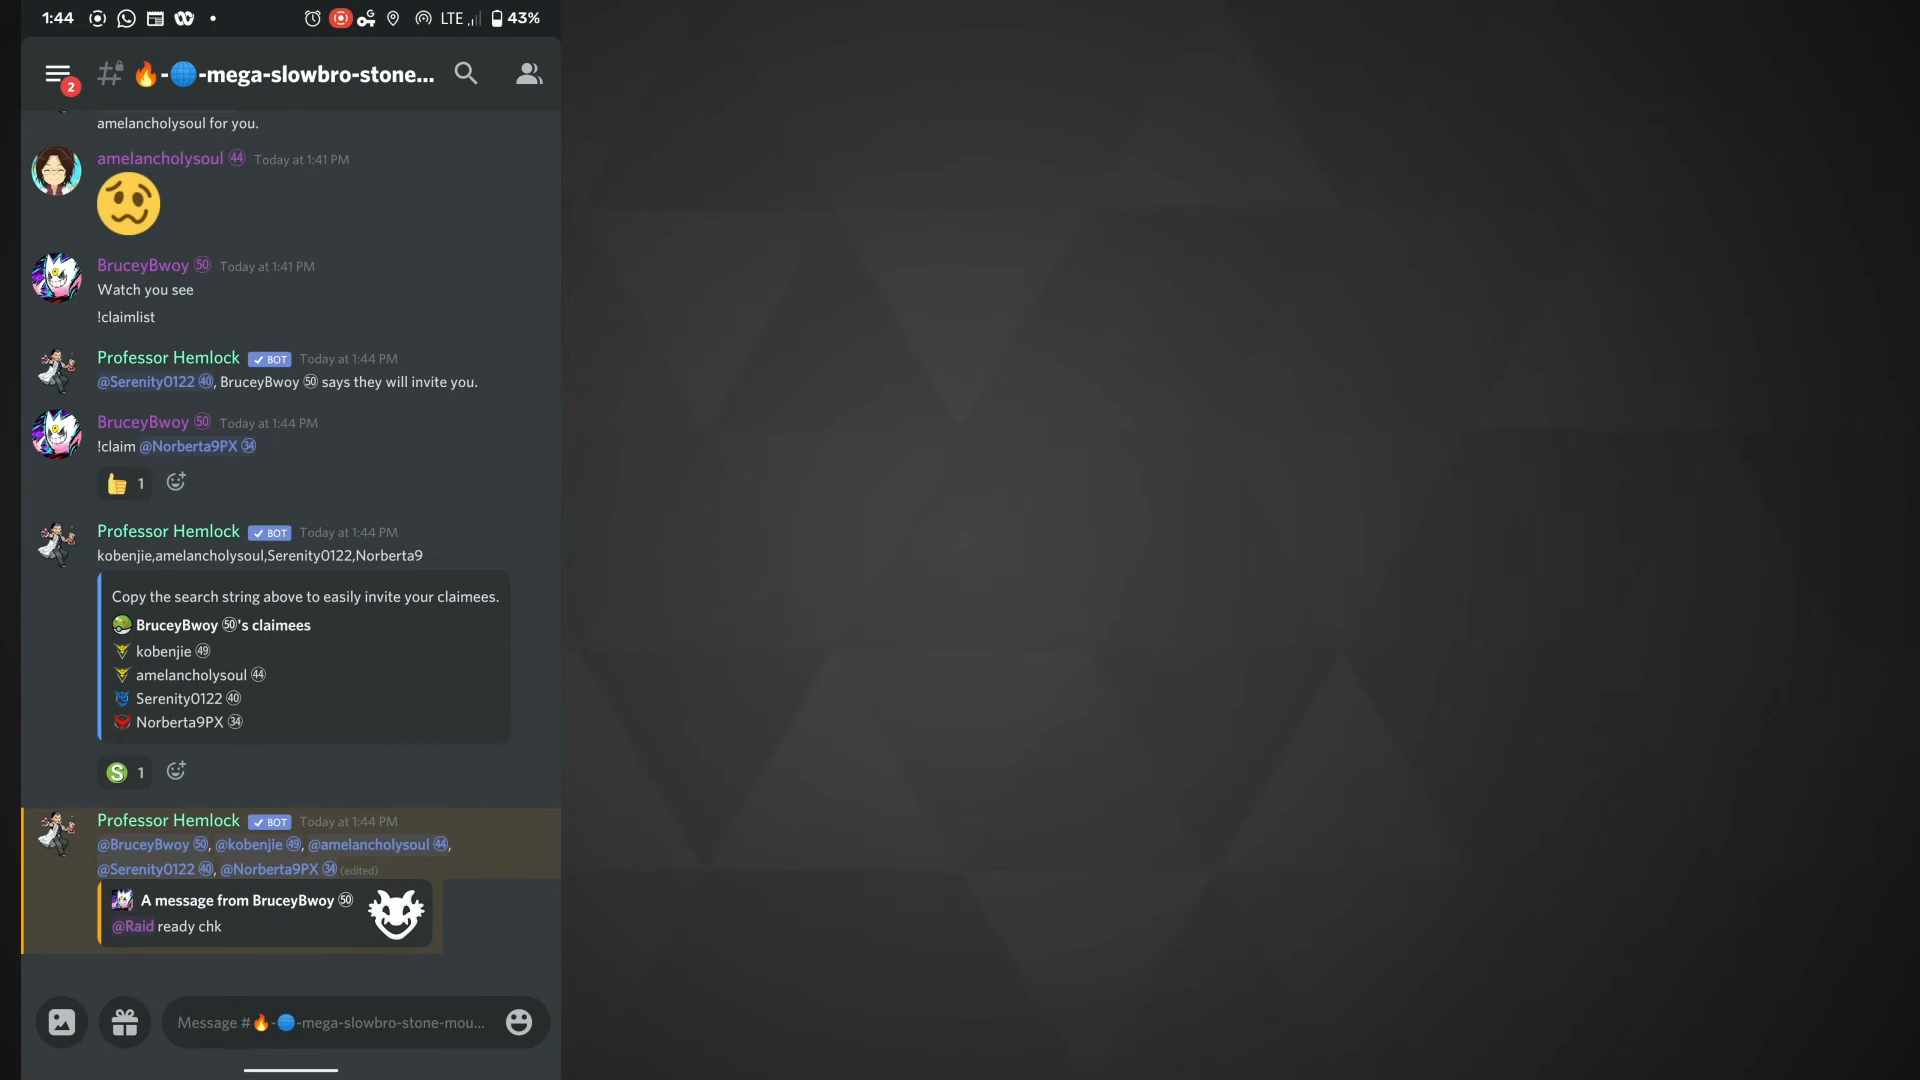 1:44
G
LTE
43%
2
🔥-🌐-mega-slowbro-stone...
amelancholysoul for you.
amelancholysoul ㊹ Today at 1:41 PM
BruceyBwoy ㊿ Today at 1:41 PM
Watch you see
!claimlist
Professor Hemlock ✓ BOT Today at 1:44 PM
@Serenity0122 ㊵, BruceyBwoy ㊿ says they will invite you.
BruceyBwoy ㊿ Today at 1:44 PM
!claim @Norberta9PX ㉞
👍 1
Professor Hemlock ✓ BOT Today at 1:44 PM
kobenjie,amelancholysoul,Serenity0122,Norberta9
Copy the search string above to easily invite your claimees.
BruceyBwoy ㊿'s claimees
kobenjie ㊾
amelancholysoul ㊹
Serenity0122 ㊵
Norberta9PX ㉞
S 1
Professor Hemlock ✓ BOT Today at 1:44 PM
@BruceyBwoy ㊿, @kobenjie ㊾, @amelancholysoul ㊹,
@Serenity0122 ㊵, @Norberta9PX ㉞ (edited)
A message from BruceyBwoy ㊿
@Raid ready chk
Message #🔥-🌐-mega-slowbro-stone-mou...